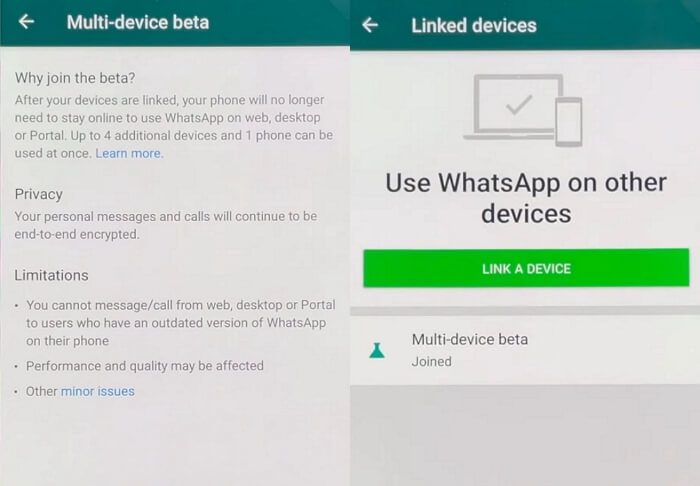 Multi-device beta
Why join the beta?
After your devices are linked, your phone will no longer
need to stay online to use WhatsApp on web, desktop
or Portal. Up to 4 additional devices and 1 phone can be
used at once. Learn more.
Privacy
Your personal messages and calls will continue to be
end-to-end encrypted.
Limitations
• You cannot message/call from web, desktop or Portal
to users who have an outdated version of WhatsApp
on their phone
• Performance and quality may be affected
• Other minor issues
Linked devices
Use WhatsApp on other
devices
LINK A DEVICE
Multi-device beta
Joined